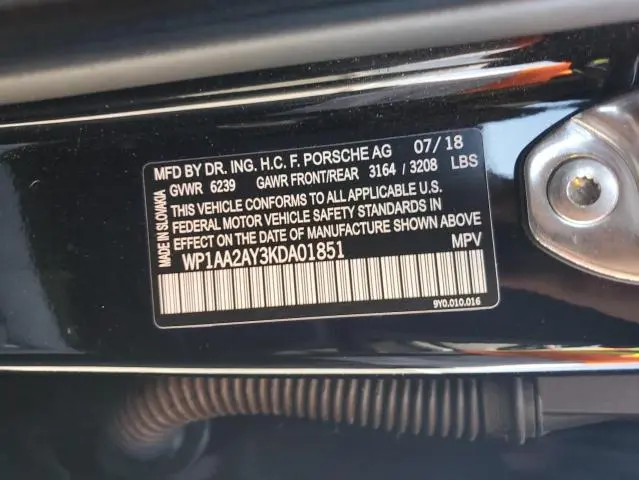 MADE IN SLOVAKIA
MFD BY DR. ING. H.C. F. PORSCHE AG 07/18
GVWR 6239 GAWR FRONT/REAR 3164 / 3208 LBS
THIS VEHICLE CONFORMS TO ALL APPLICABLE U.S.
FEDERAL MOTOR VEHICLE SAFETY STANDARDS IN
EFFECT ON THE DATE OF MANUFACTURE SHOWN ABOVE
WP1AA2AY3KDA01851 MPV
9Y0.010.016